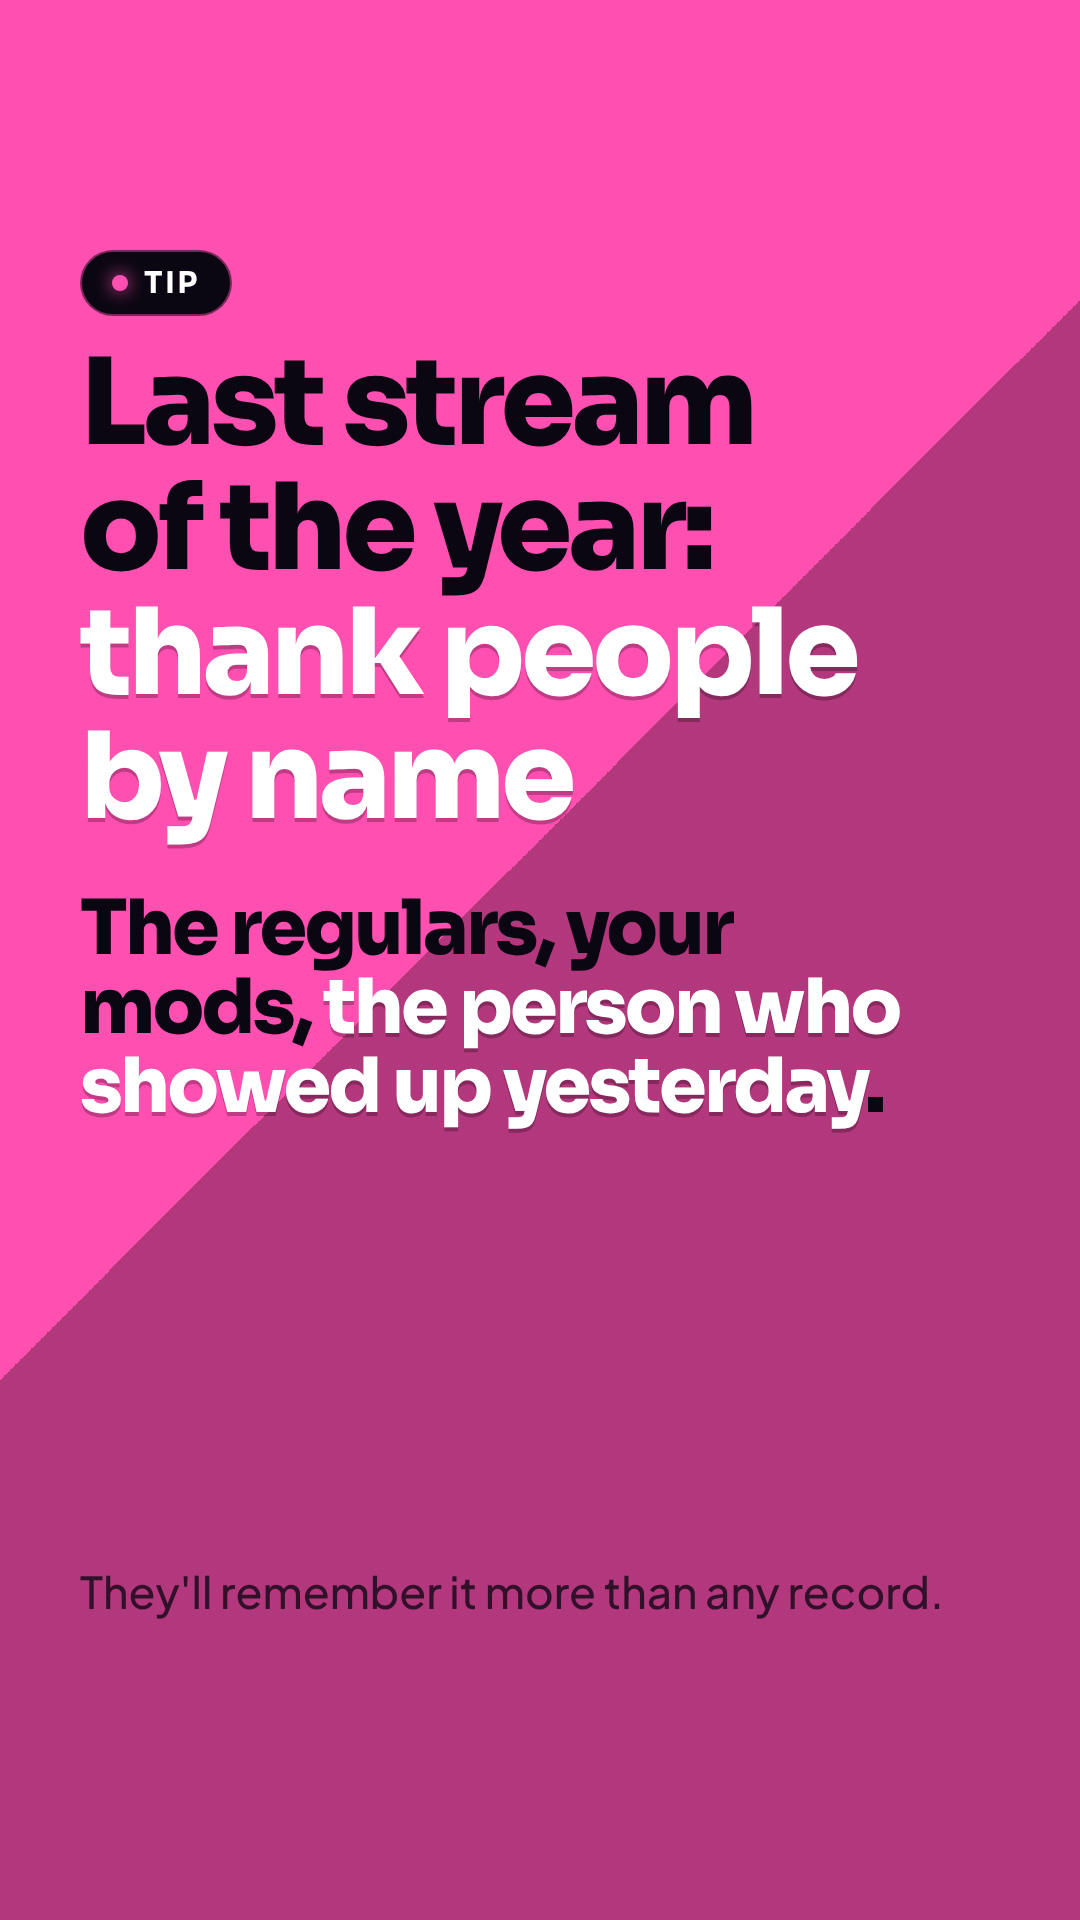 TIP
Last stream
of the year:
thank people
by name
The regulars, your
mods, the person who
showed up yesterday.
They'll remember it more than any record.